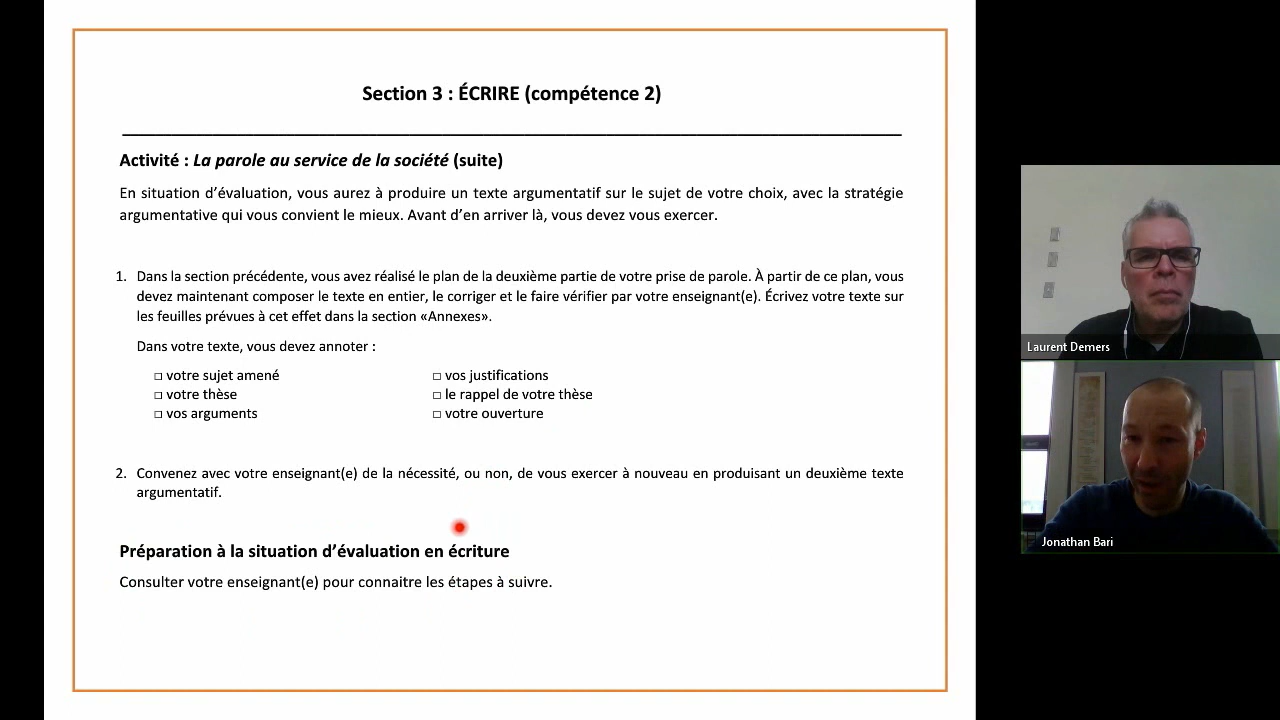 Section 3 : ÉCRIRE (compétence 2)
Activité : La parole au service de la société (suite)
En situation d’évaluation, vous aurez à produire un texte argumentatif sur le sujet de votre choix, avec la stratégie
argumentative qui vous convient le mieux. Avant d’en arriver là, vous devez vous exercer.
1. Dans la section précédente, vous avez réalisé le plan de la deuxième partie de votre prise de parole. À partir de ce plan, vous
devez maintenant composer le texte en entier, le corriger et le faire vérifier par votre enseignant(e). Écrivez votre texte sur
les feuilles prévues à cet effet dans la section «Annexes».
Dans votre texte, vous devez annoter :
□ votre sujet amené
□ votre thèse
□ vos arguments
□ vos justifications
□ le rappel de votre thèse
□ votre ouverture
2. Convenez avec votre enseignant(e) de la nécessité, ou non, de vous exercer à nouveau en produisant un deuxième texte
argumentatif.
Préparation à la situation d’évaluation en écriture
Consulter votre enseignant(e) pour connaitre les étapes à suivre.
Laurent Demers
Jonathan Bari